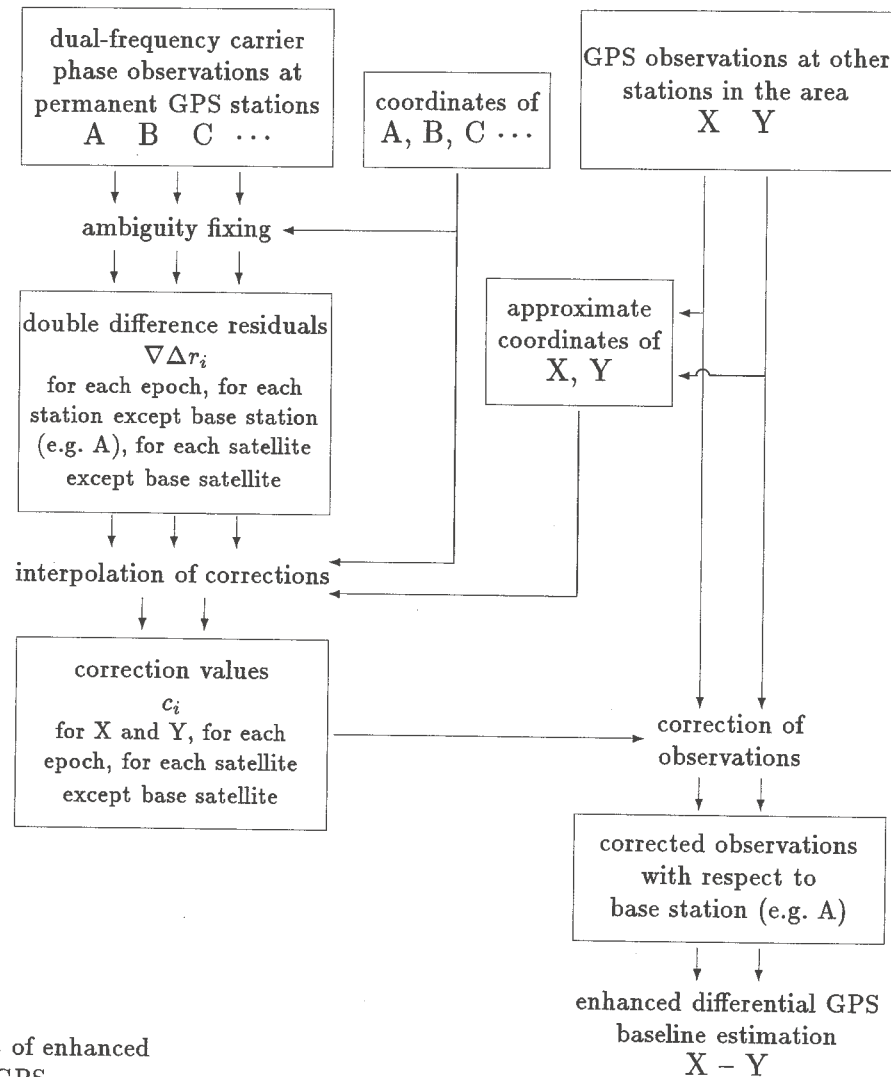 dual-frequency carrier
phase observations at
permanent GPS stations
A B C ···
coordinates of
A, B, C ···
GPS observations at other
stations in the area
X Y
ambiguity fixing
double difference residuals
∇Δr_i
for each epoch, for each
station except base station
(e.g. A), for each satellite
except base satellite
approximate
coordinates of
X, Y
interpolation of corrections
correction values
c_i
for X and Y, for each
epoch, for each satellite
except base satellite
correction of
observations
corrected observations
with respect to
base station (e.g. A)
enhanced differential GPS
baseline estimation
X – Y
of enhanced
GPS